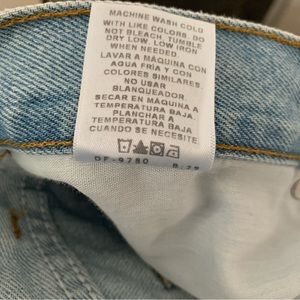 MACHINE WASH COLD
WITH LIKE COLORS. DO
NOT BLEACH. TUMBLE
DRY LOW. LOW IRON
WHEN NEEDED.
LAVAR A MÁQUINA CON
AGUA FRÍA Y CON
COLORES SIMILARES.
NO USAR
BLANQUEADOR
SECAR EN MÁQUINA A
TEMPERATURA BAJA.
PLANCHAR A
TEMPERATURA BAJA
CUANDO SE NECESITE
OF-9780